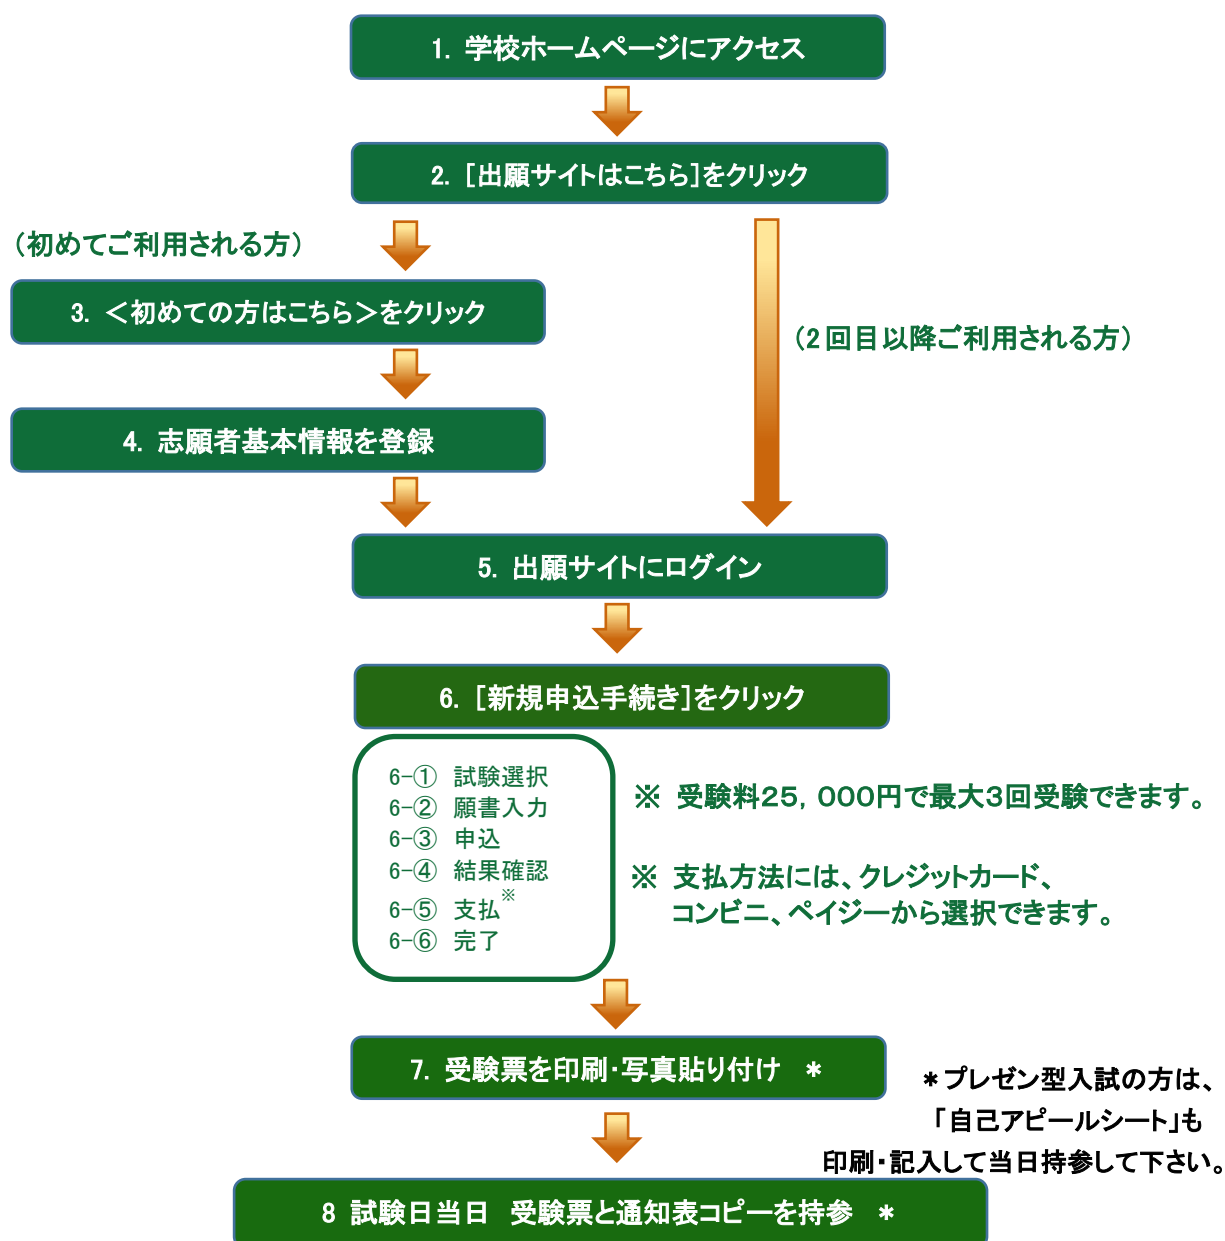 1. 学校ホームページにアクセス
2. [出願サイトはこちら]をクリック
（初めてご利用される方）
3. ＜初めての方はこちら＞をクリック
（2回目以降ご利用される方）
4. 志願者基本情報を登録
5. 出願サイトにログイン
6. [新規申込手続き]をクリック
6-① 試験選択
6-② 願書入力
6-③ 申込
6-④ 結果確認
6-⑤ 支払※
6-⑥ 完了
※ 受験料２５，０００円で最大３回受験できます。
※ 支払方法には、クレジットカード、
コンビニ、ペイジーから選択できます。
7. 受験票を印刷・写真貼り付け ＊
＊プレゼン型入試の方は、
「自己アピールシート」も
印刷・記入して当日持参して下さい。
8 試験日当日 受験票と通知表コピーを持参 ＊